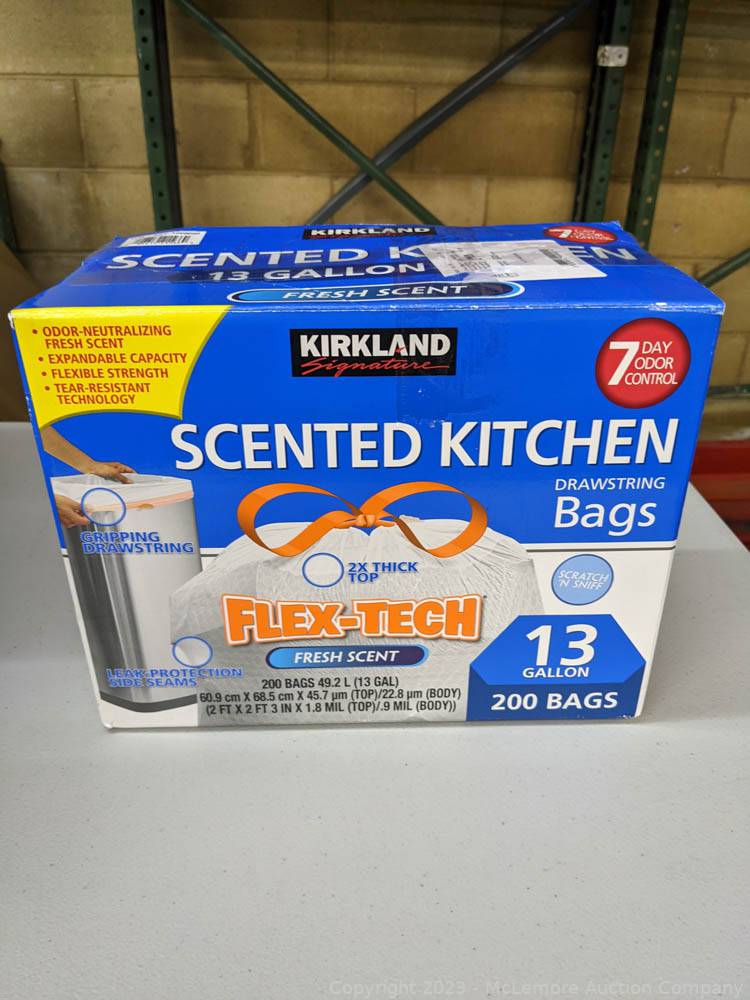 KIRKLAND
7 DAY
ODOR
CONTROL
SCENTED KITCHEN
13 GALLON
FRESH SCENT
• ODOR-NEUTRALIZING
FRESH SCENT
• EXPANDABLE CAPACITY
• FLEXIBLE STRENGTH
• TEAR-RESISTANT
TECHNOLOGY
KIRKLAND
Signature
7 DAY
ODOR
CONTROL
SCENTED KITCHEN
DRAWSTRING
Bags
GRIPPING
DRAWSTRING
2X THICK
TOP
SCRATCH
'N SNIFF
FLEX-TECH
FRESH SCENT
LEAK-PROTECTION
SIDE SEAMS
13
GALLON
200 BAGS
200 BAGS 49.2 L (13 GAL)
60.9 cm X 68.5 cm X 45.7 µm (TOP)/22.8 µm (BODY)
(2 FT X 2 FT 3 IN X 1.8 MIL (TOP)/.9 MIL (BODY))
Copyright 2023 - McLemore Auction Company